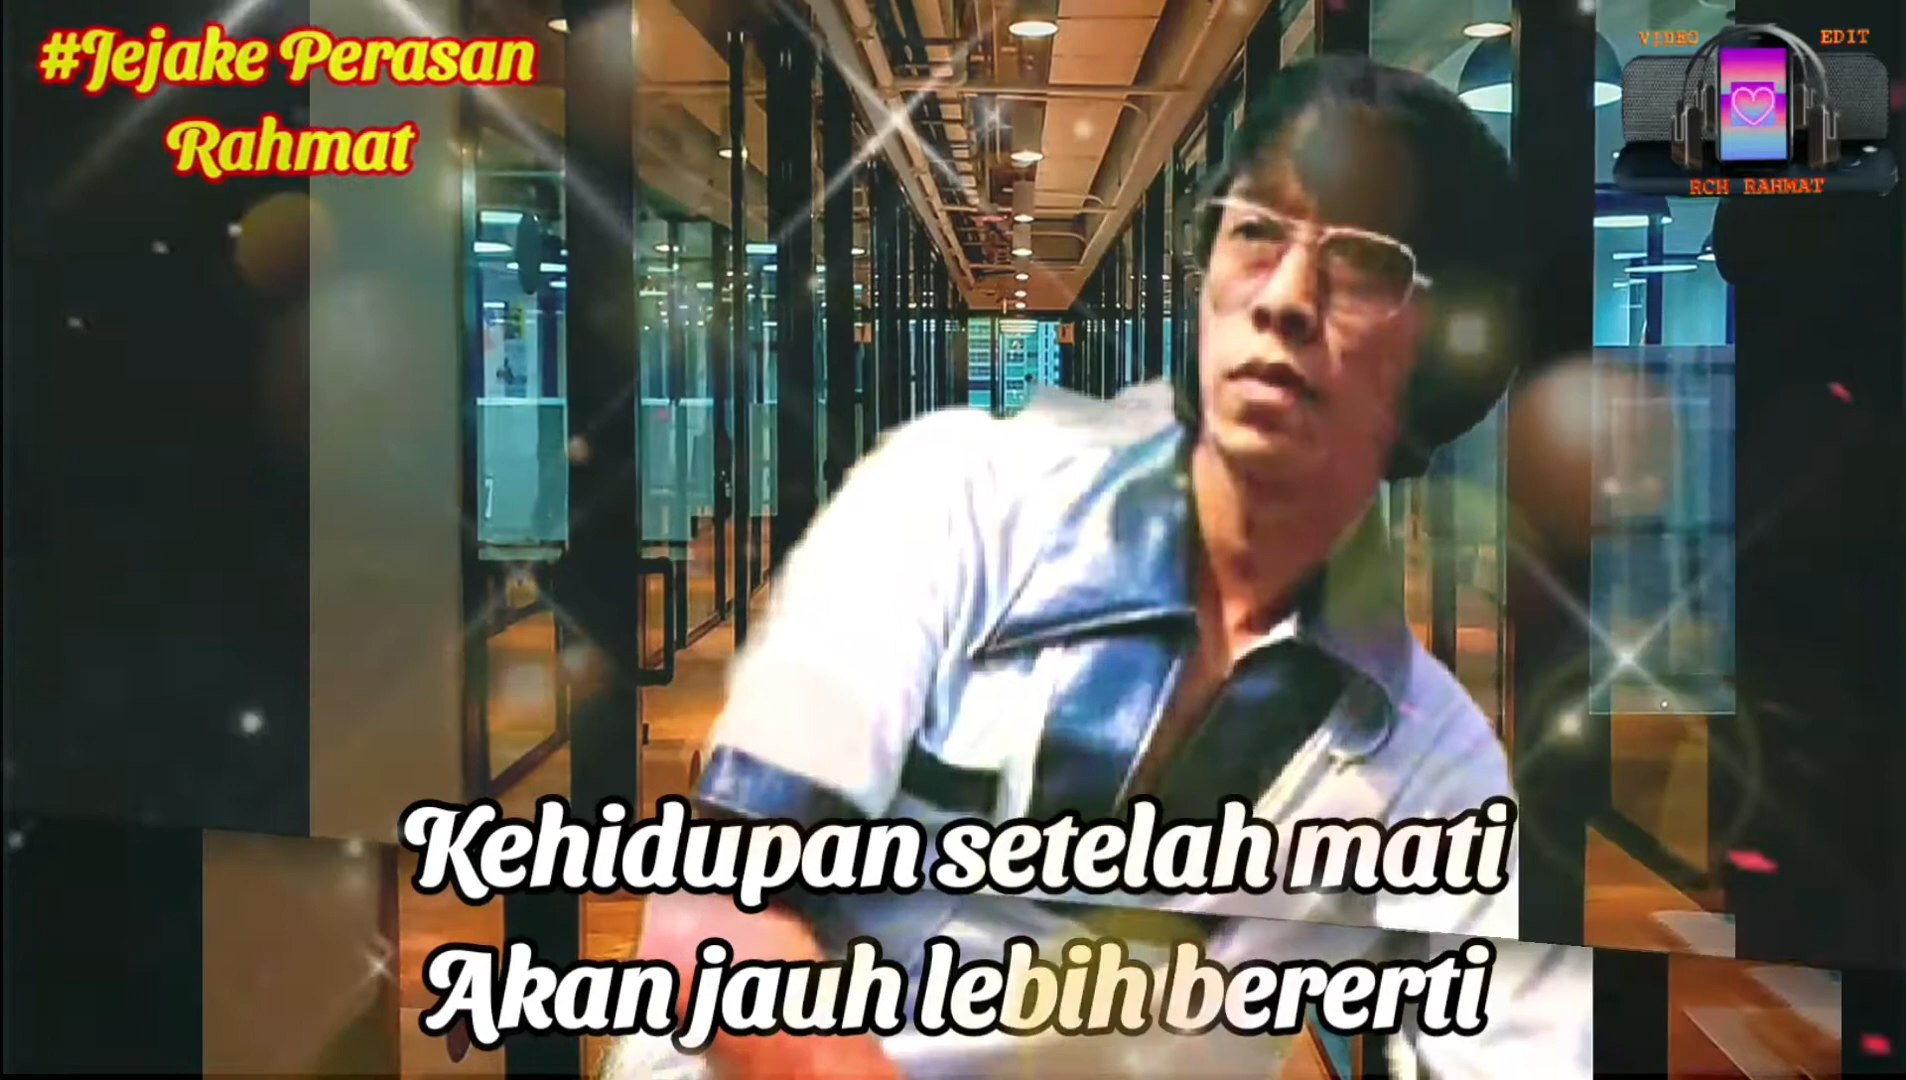 #Jejake Perasan
Rahmat
VIDEO EDIT
RCH RAHMAT
Kehidupan setelah mati
Akan jauh lebih bererti